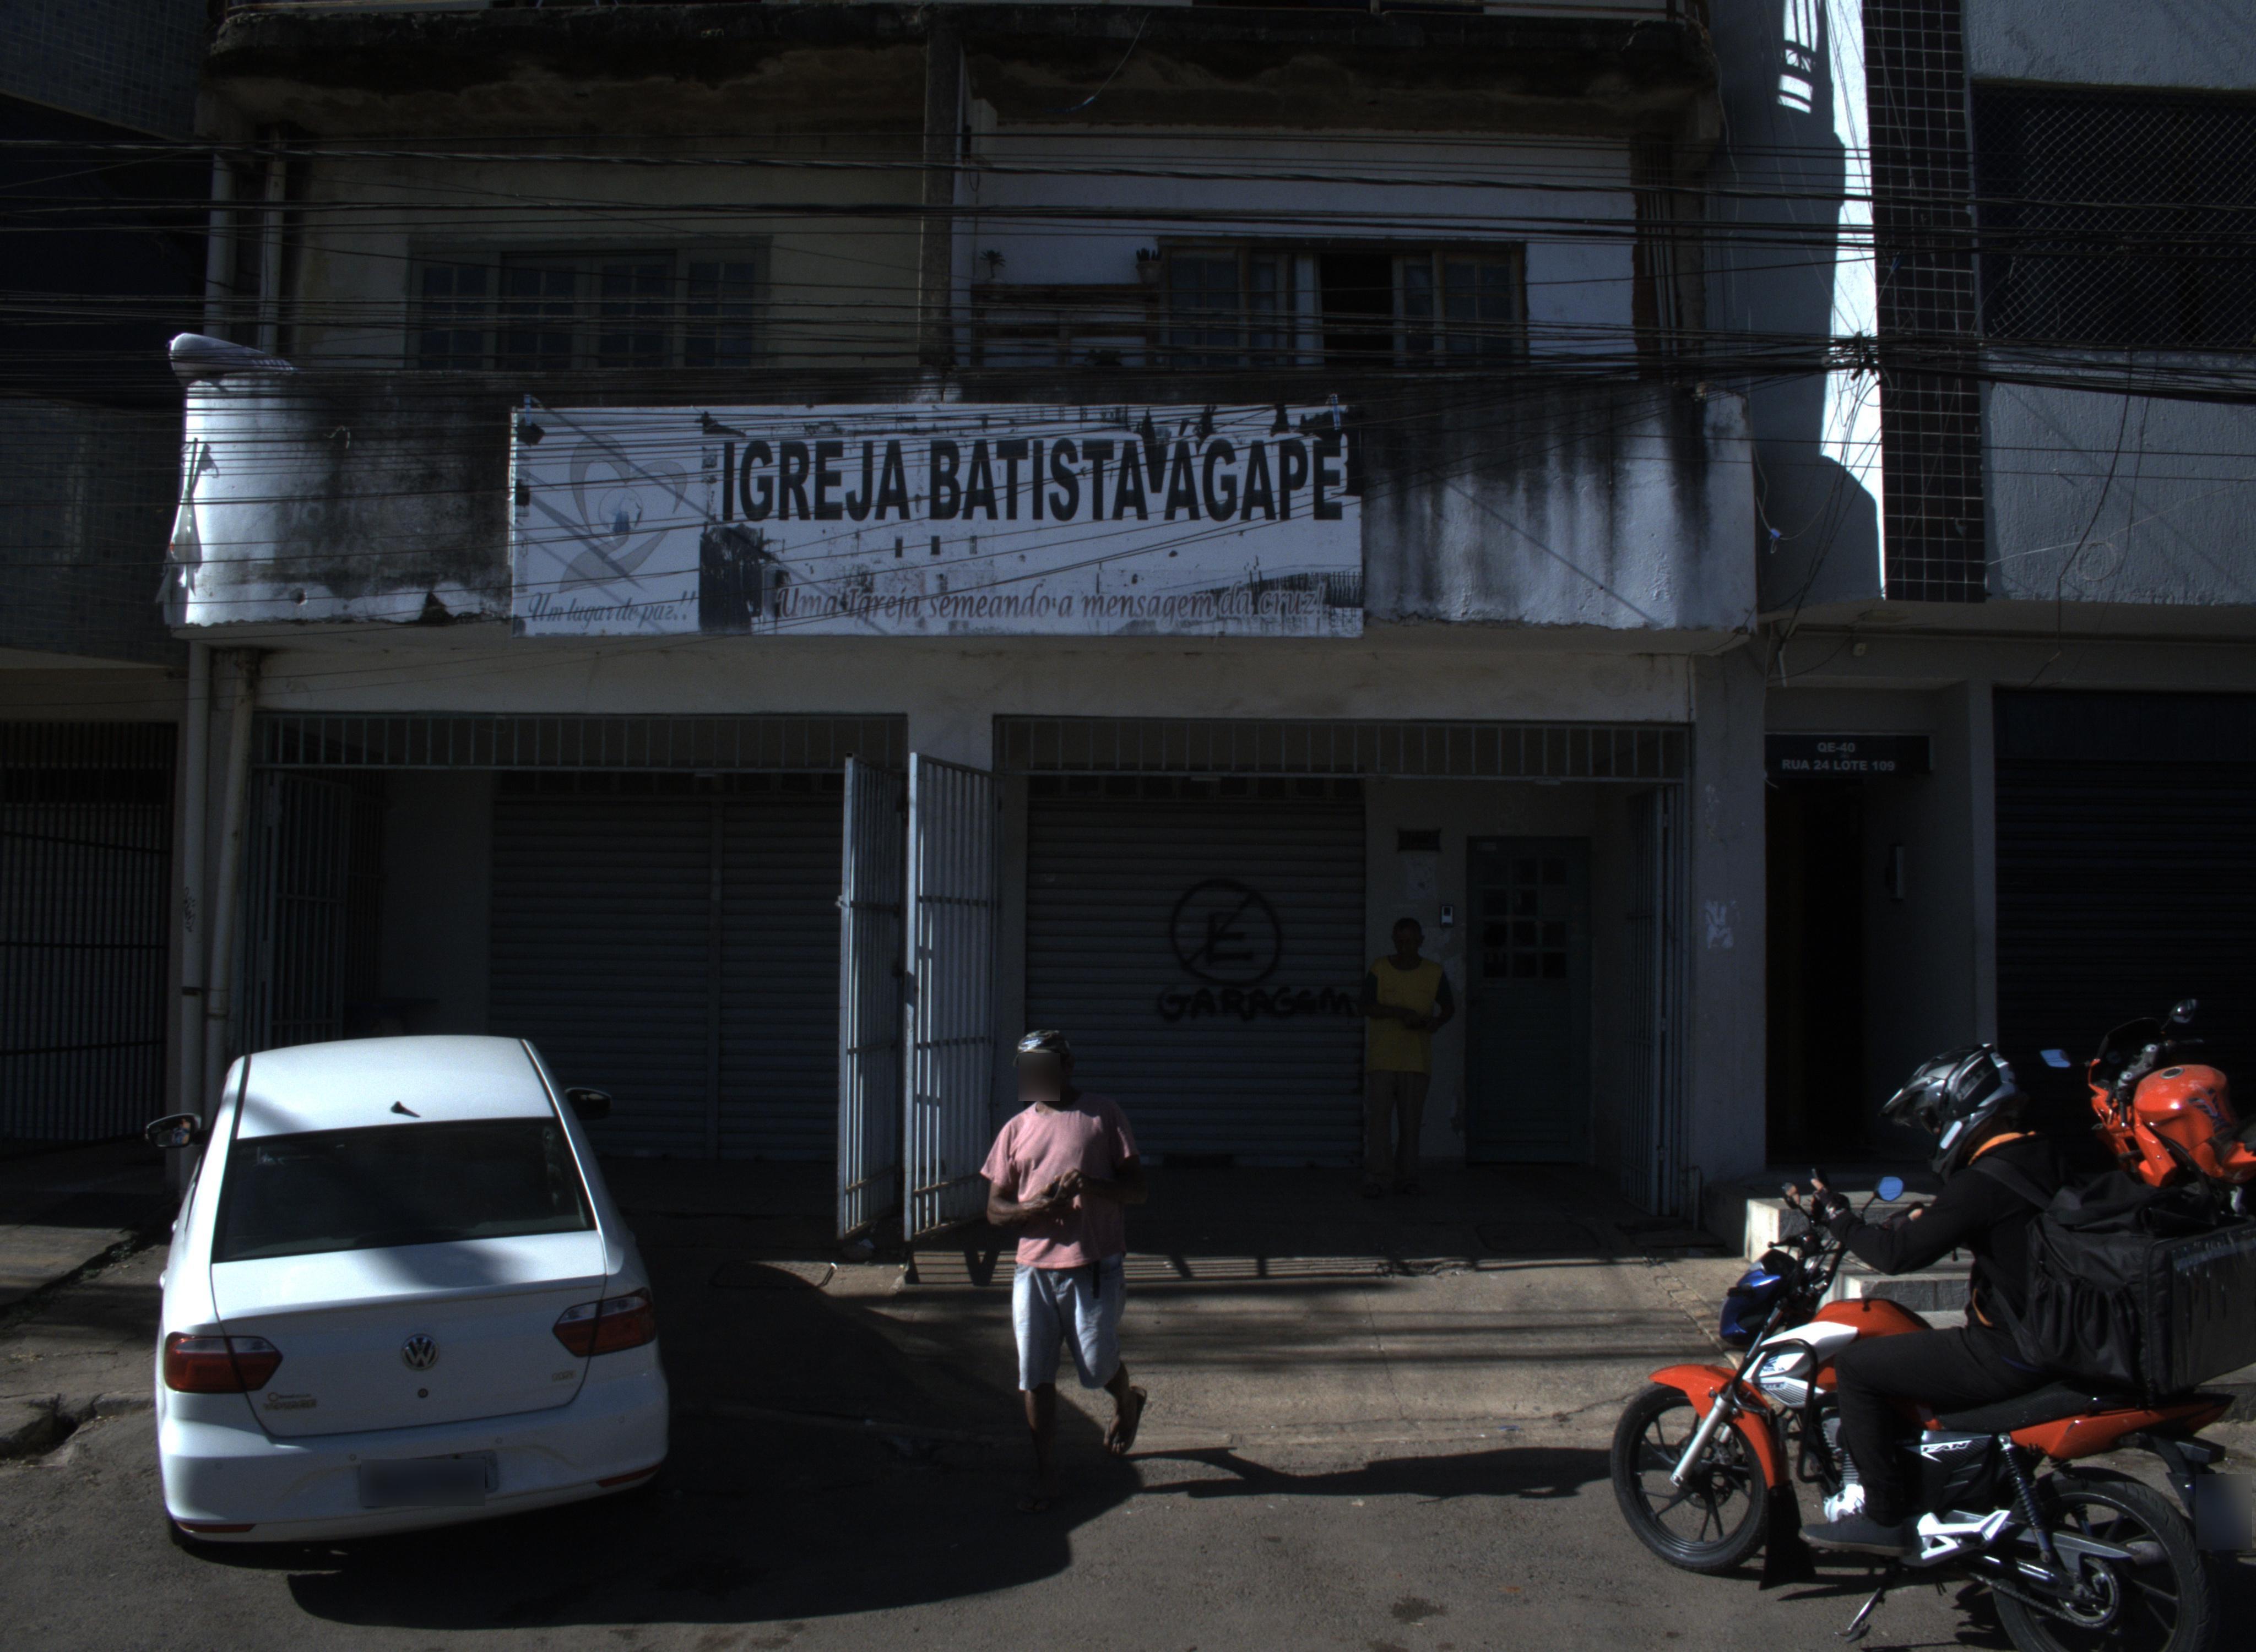 IGREJA BATISTA ÁGAPE
Um lugar de paz!!
Uma Igreja semeando a mensagem da cruz!
QE-40
RUA 24 LOTE 109
E
GARAGEM
FAN